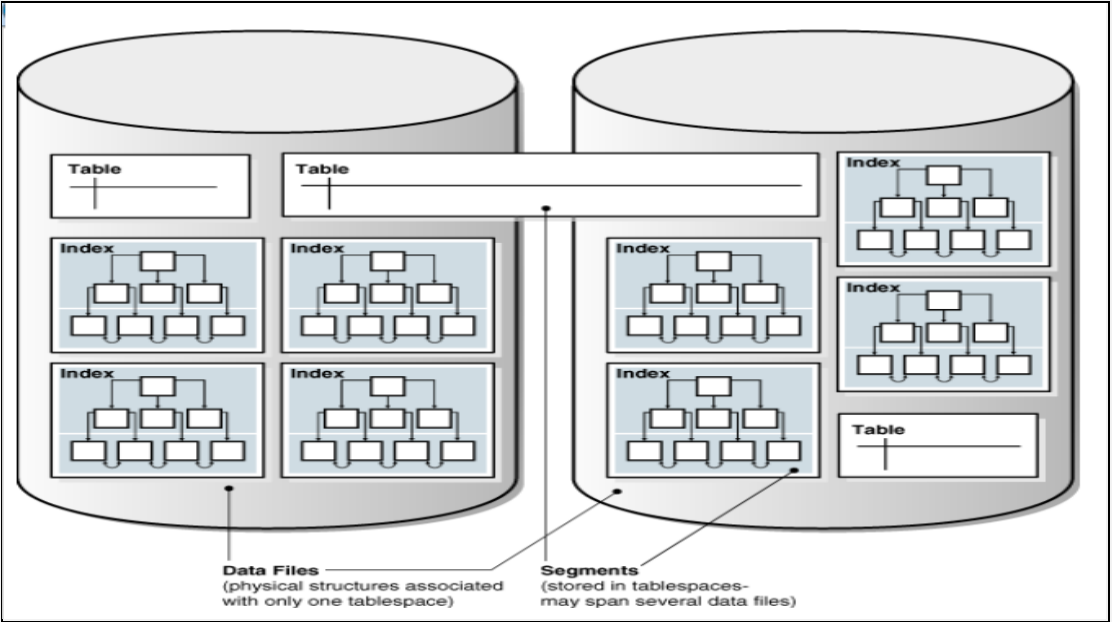 Table
Table
Index
Index
Index
Index
Index
Index
Index
Index
Table
Data Files
(physical structures associated
with only one tablespace)
Segments
(stored in tablespaces-
may span several data files)